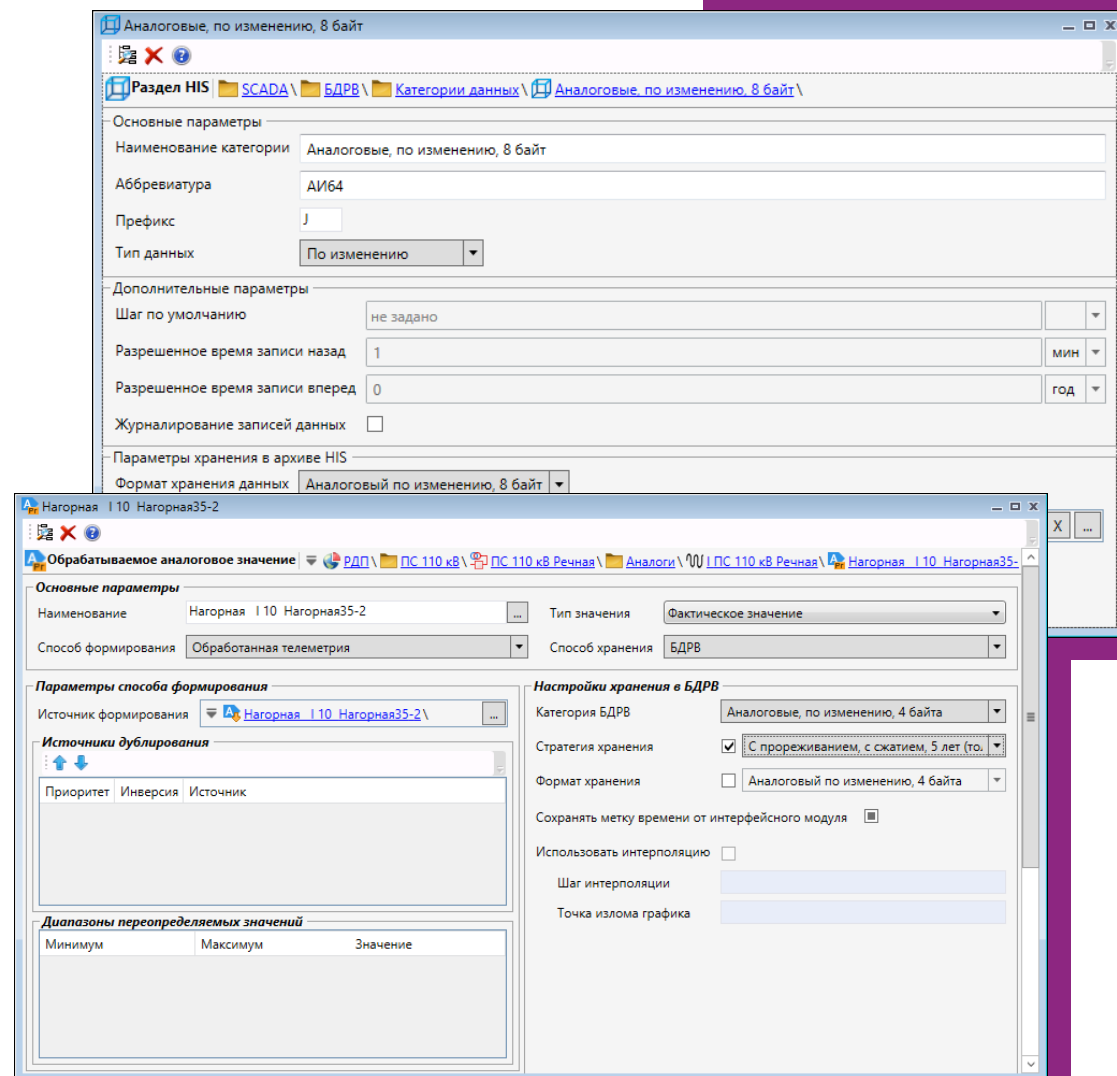 Аналоговые, по изменению, 8 байт
Раздел HIS SCADA\ БДРВ\ Категории данных\ Аналоговые, по изменению, 8 байт\
Основные параметры
Наименование категории Аналоговые, по изменению, 8 байт
Аббревиатура АИ64
Префикс J
Тип данных По изменению
Дополнительные параметры
Шаг по умолчанию не задано
Разрешенное время записи назад 1 мин
Разрешенное время записи вперед 0 год
Журналирование записей данных
Параметры хранения в архиве HIS
Формат хранения данных Аналоговый по изменению, 8 байт
X ...
Нагорная I 10 Нагорная35-2
Обрабатываемое аналоговое значение РДП\ ПС 110 кВ\ ПС 110 кВ Речная\ Аналоги\ I ПС 110 кВ Речная\ Нагорная I 10 Нагорная35-
Основные параметры
Наименование Нагорная I 10 Нагорная35-2 ... Тип значения Фактическое значение
Способ формирования Обработанная телеметрия Способ хранения БДРВ
Параметры способа формирования
Источник формирования Нагорная I 10 Нагорная35-2\ ...
Источники дублирования
Приоритет Инверсия Источник
Диапазоны переопределяемых значений
Минимум Максимум Значение
Настройки хранения в БДРВ
Категория БДРВ Аналоговые, по изменению, 4 байта
Стратегия хранения С прореживанием, с сжатием, 5 лет (то.
Формат хранения Аналоговый по изменению, 4 байта
Сохранять метку времени от интерфейсного модуля
Использовать интерполяцию
Шаг интерполяции
Точка излома графика